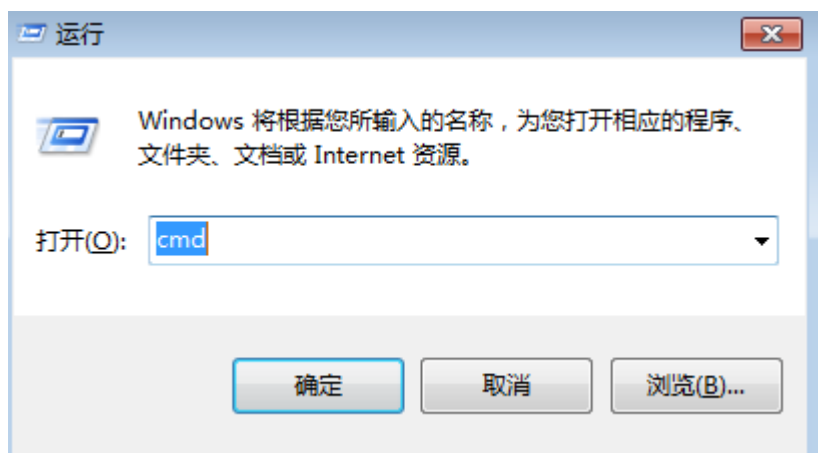 运行
Windows 将根据您所输入的名称，为您打开相应的程序、
文件夹、文档或 Internet 资源。
打开(O): cmd
确定 取消 浏览(B)...